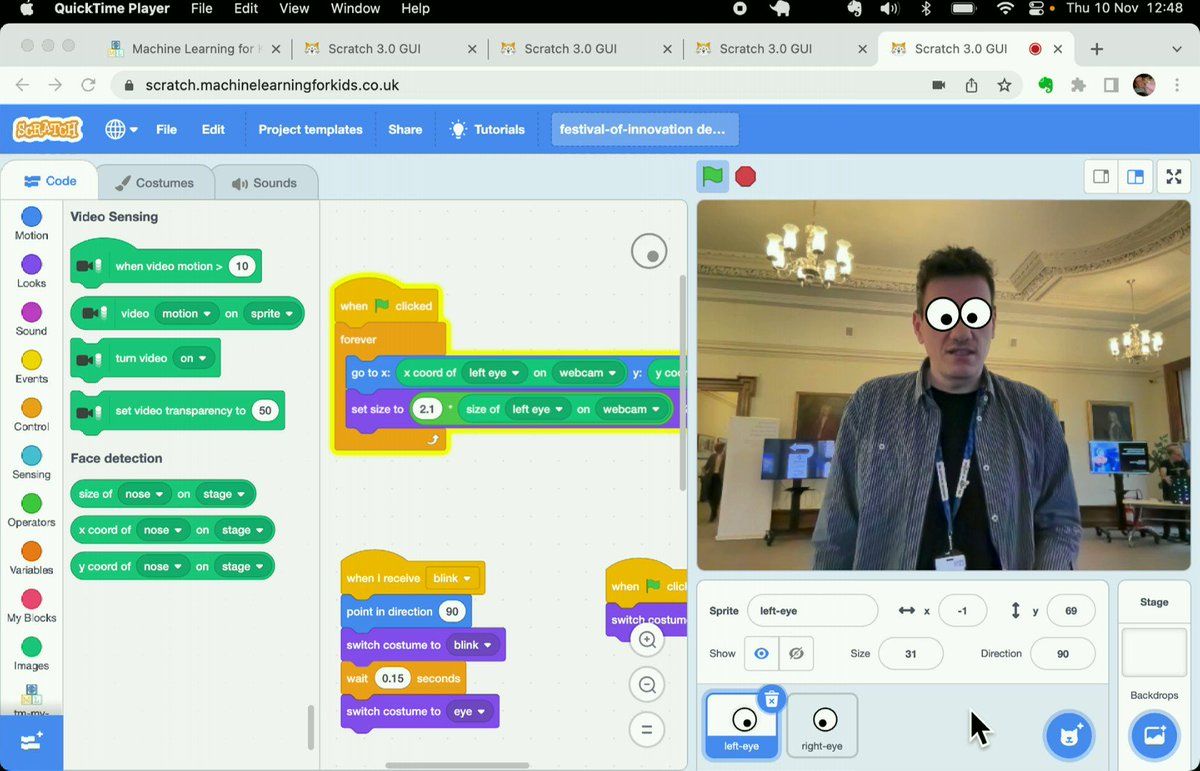 QuickTime Player File Edit View Window Help Thu 10 Nov 12:48
Machine Learning for
Scratch 3.0 GUI
Scratch 3.0 GUI
Scratch 3.0 GUI
Scratch 3.0 GUI
scratch.machinelearningforkids.co.uk
SCRATCH File Edit Project templates Share Tutorials festival-of-innovation de...
Code Costumes Sounds
Motion
Looks
Sound
Events
Control
Sensing
Operators
Variables
My Blocks
Images
Video Sensing
when video motion > 10
video motion on sprite
turn video on
set video transparency to 50
Face detection
size of nose on stage
x coord of nose on stage
y coord of nose on stage
when clicked
forever
go to x: x coord of left eye on webcam y: y coo
set size to 2.1 * size of left eye on webcam
when I receive blink
point in direction 90
switch costume to blink
wait 0.15 seconds
switch costume to eye
when click
switch costum
Sprite left-eye x -1 y 69
Show Size 31 Direction 90
left-eye
right-eye
Stage
Backdrops